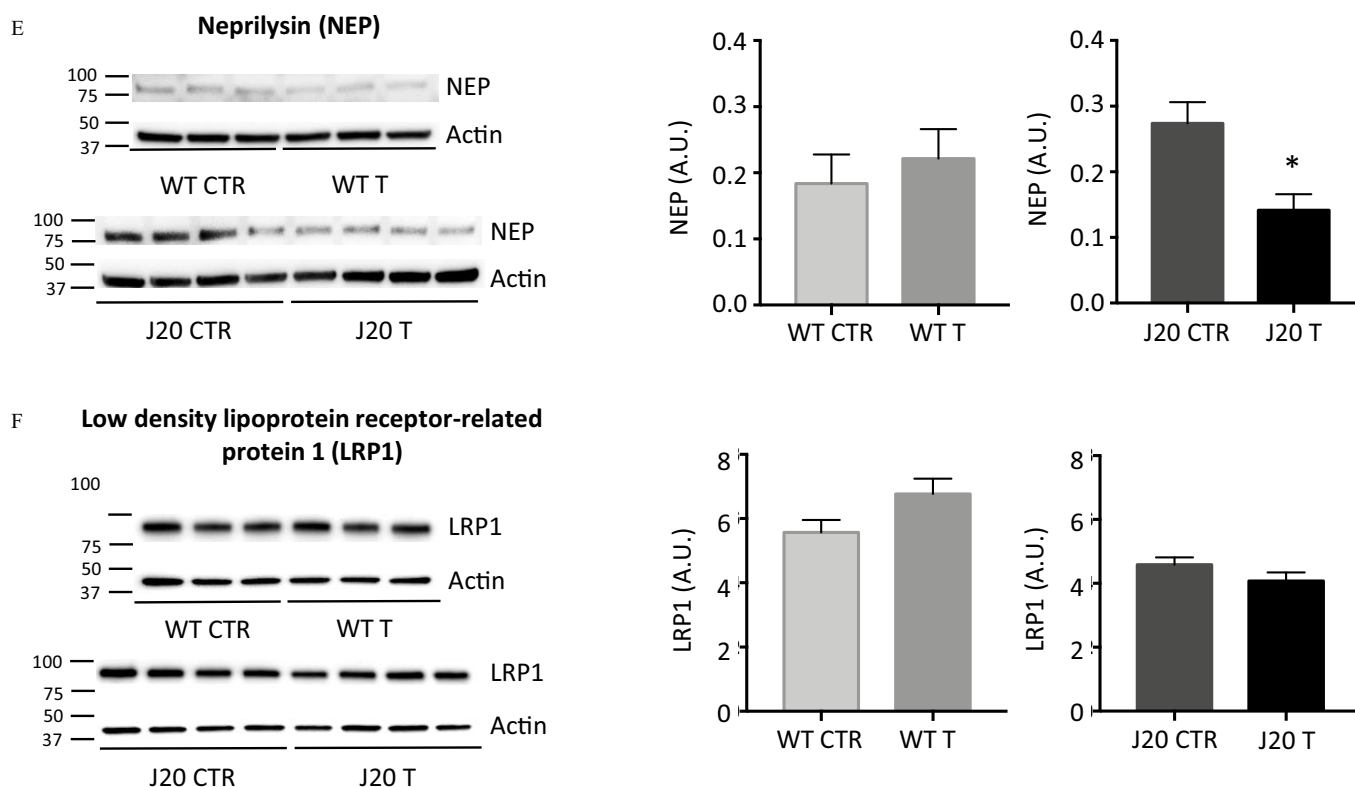 E
Neprilysin (NEP)
100
75
NEP
50
37
Actin
WT CTR
WT T
100
75
NEP
50
37
Actin
J20 CTR
J20 T
0.4
0.3
0.2
0.1
0.0
NEP (A.U.)
WT CTR
WT T
0.4
0.3
0.2
0.1
0.0
NEP (A.U.)
*
J20 CTR
J20 T
F
Low density lipoprotein receptor-related
protein 1 (LRP1)
100
75
LRP1
50
37
Actin
WT CTR
WT T
100
75
LRP1
50
37
Actin
J20 CTR
J20 T
8
6
4
2
0
LRP1 (A.U.)
WT CTR
WT T
8
6
4
2
0
LRP1 (A.U.)
J20 CTR
J20 T